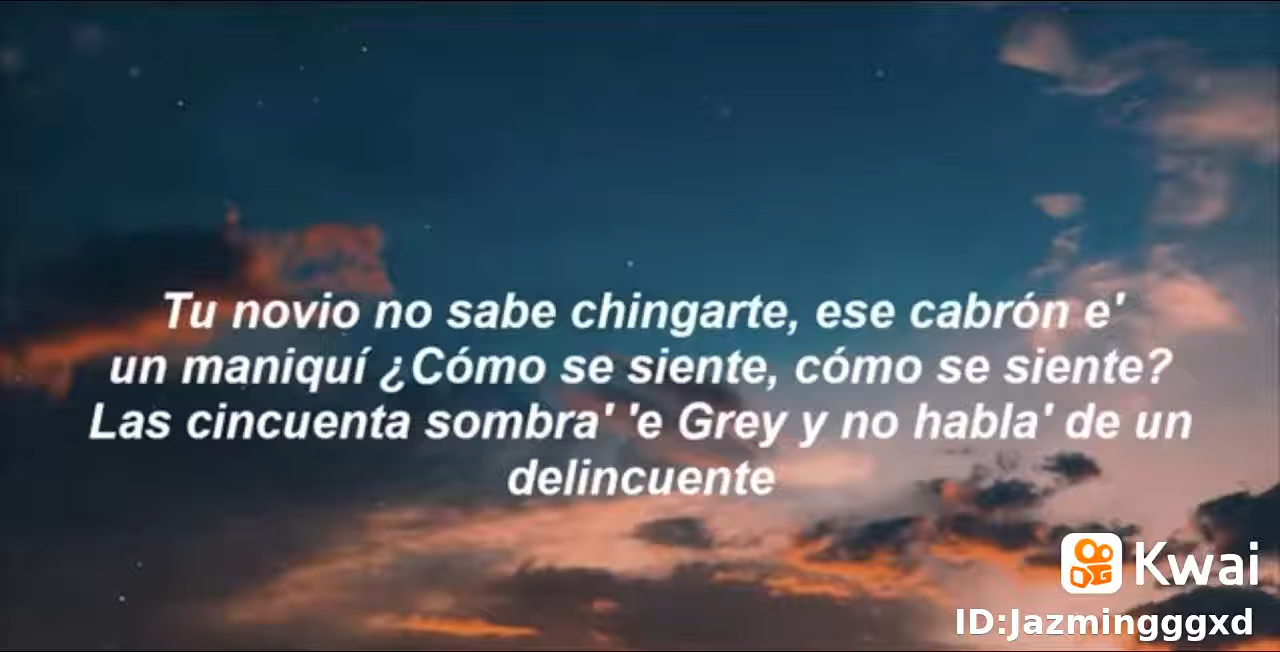 Tu novio no sabe chingarte, ese cabrón e'
un maniquí ¿Cómo se siente, cómo se siente?
Las cincuenta sombra' 'e Grey y no habla' de un
delincuente
Kwai
ID:Jazmingggxd